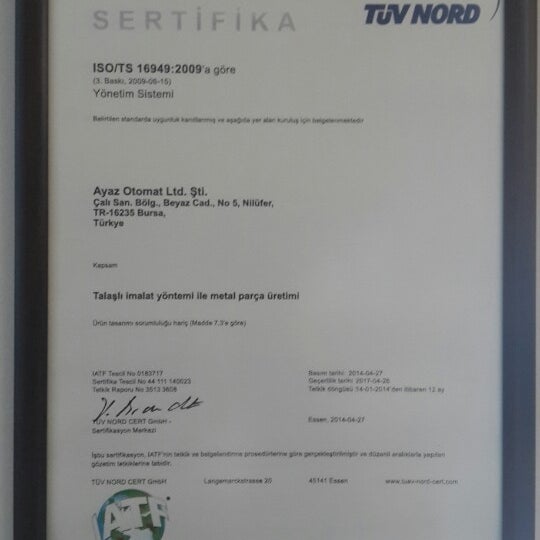 SERTİFİKA
TÜV NORD
ISO/TS 16949:2009'a göre
(3. Baskı, 2009-06-15)
Yönetim Sistemi
Belirtilen standarda uygunluk kanıtlanmış ve aşağıda yer alan kuruluş için belgelenmektedir
Ayaz Otomat Ltd. Şti.
Çalı San. Bölg., Beyaz Cad., No 5, Nilüfer,
TR-16235 Bursa,
Türkye
Kapsam
Talaşlı imalat yöntemi ile metal parça üretimi
Ürün tasarımı sorumluluğu hariç (Madde 7.3'e göre)
IATF Tescil No 0183717
Sertifika Tescil No 44 111 140023
Tetkik Raporu No 3513 3608
Basım tarihi: 2014-04-27
Geçerlilik tarihi: 2017-04-26
Tetkik döngüsü 14-01-2014'den itibaren 12 ay
TÜV NORD CERT GmbH -
Sertifikasyon Merkezi
Essen, 2014-04-27
İşbu sertifikasyon, IATF'nin tetkik ve belgelendirme prosedürlerine göre gerçekleştirilmiştir ve düzenli aralıklarla yapılan
gözetim tetkiklerine tabidir.
TÜV NORD CERT GmbH Langemarckstrasse 20 45141 Essen www.tuev-nord-cert.com
IATF